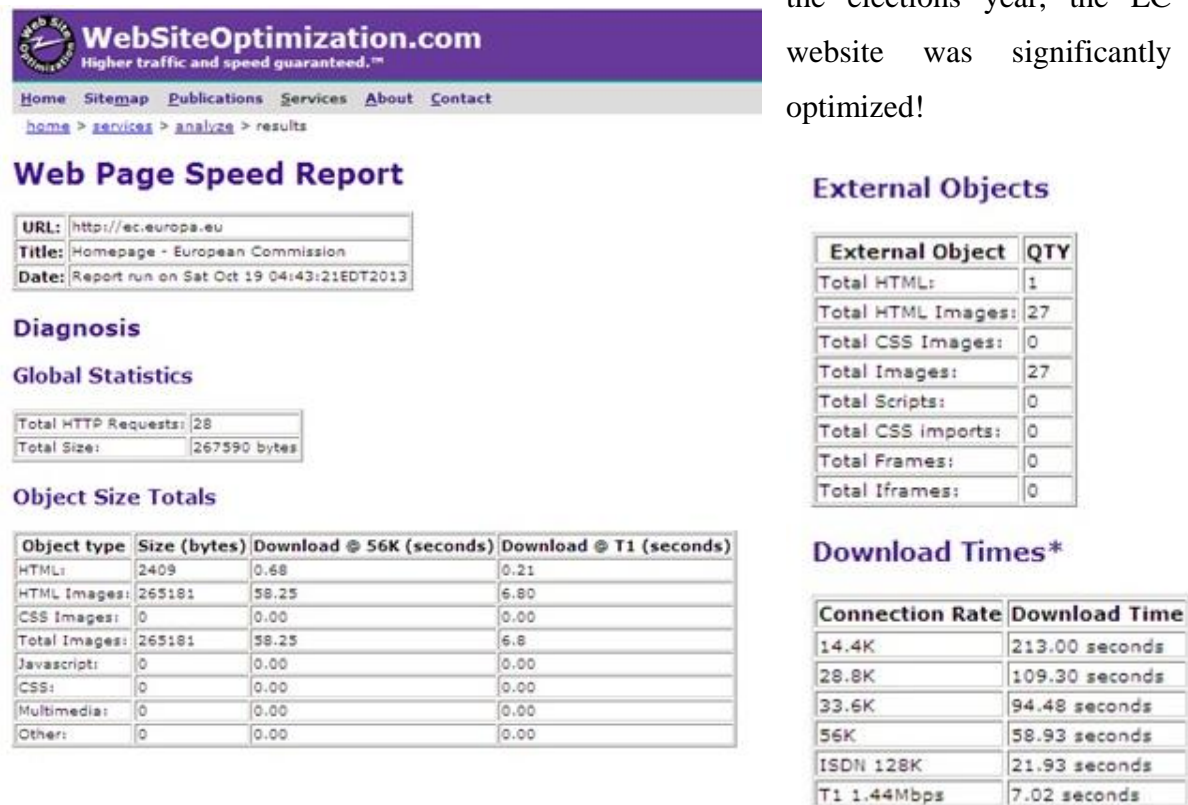 Web Site
Optimization
WebSiteOptimization.com
Higher traffic and speed guaranteed.™
Home Sitemap Publications Services About Contact
home > services > analyze > results
Web Page Speed Report
URL: http://ec.europa.eu
Title: Homepage - European Commission
Date: Report run on Sat Oct 19 04:43:21EDT2013
Diagnosis
Global Statistics
Total HTTP Requests: 28
Total Size: 267590 bytes
Object Size Totals
Object type Size (bytes) Download @ 56K (seconds) Download @ T1 (seconds)
HTML: 2409 0.68 0.21
HTML Images: 265181 58.25 6.80
CSS Images: 0 0.00 0.00
Total Images: 265181 58.25 6.8
Javascript: 0 0.00 0.00
CSS: 0 0.00 0.00
Multimedia: 0 0.00 0.00
Other: 0 0.00 0.00
the elections year, the EC
website was significantly
optimized!
External Objects
External Object QTY
Total HTML: 1
Total HTML Images: 27
Total CSS Images: 0
Total Images: 27
Total Scripts: 0
Total CSS imports: 0
Total Frames: 0
Total Iframes: 0
Download Times*
Connection Rate Download Time
14.4K 213.00 seconds
28.8K 109.30 seconds
33.6K 94.48 seconds
56K 58.93 seconds
ISDN 128K 21.93 seconds
T1 1.44Mbps 7.02 seconds